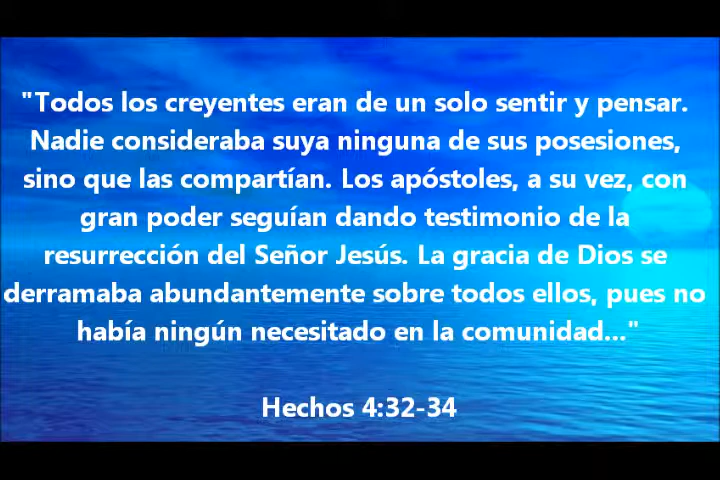 "Todos los creyentes eran de un solo sentir y pensar.
Nadie consideraba suya ninguna de sus posesiones,
sino que las compartían. Los apóstoles, a su vez, con
gran poder seguían dando testimonio de la
resurrección del Señor Jesús. La gracia de Dios se
derramaba abundantemente sobre todos ellos, pues no
había ningún necesitado en la comunidad..."
Hechos 4:32-34